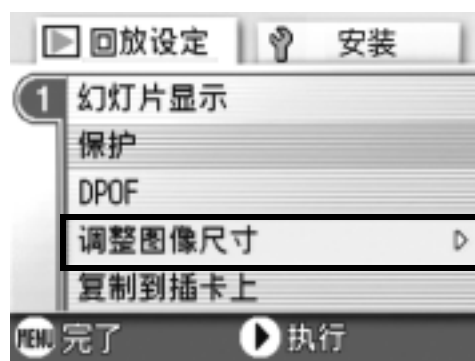 回放设定 安装
1 幻灯片显示
保护
DPOF
调整图像尺寸
复制到插卡上
MENU 完了 执行